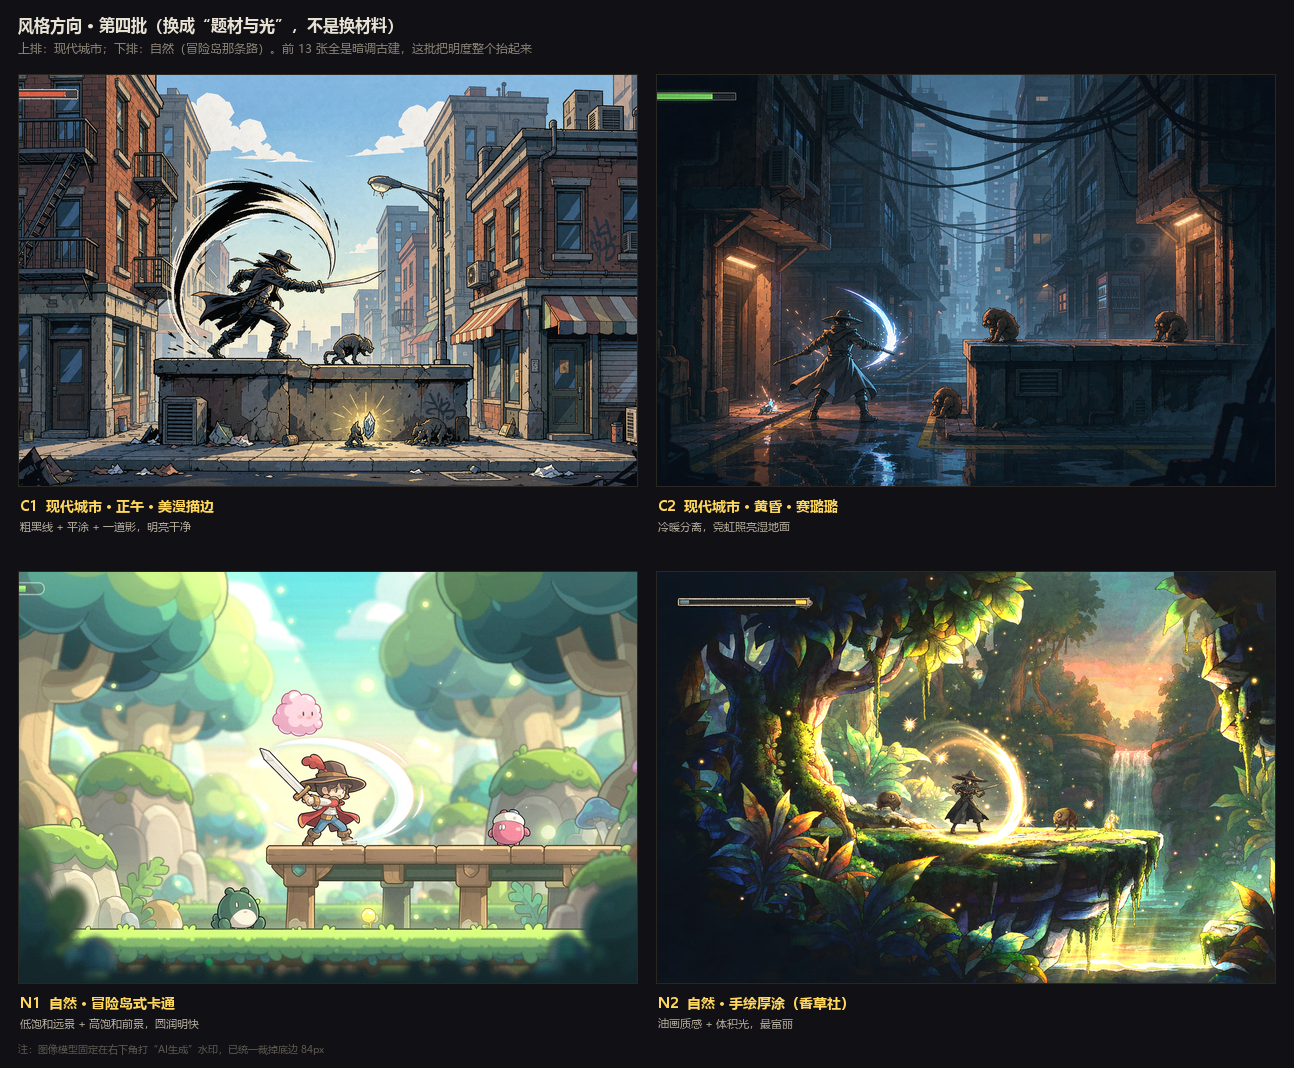 风格方向 • 第四批（换成“题材与光”，不是换材料）
上排：现代城市；下排：自然（冒险岛那条路）。前 13 张全是暗调古建，这批把明度整个抬起来
C1 现代城市 • 正午 • 美漫描边
粗黑线 + 平涂 + 一道影，明亮干净
C2 现代城市 • 黄昏 • 赛璐璐
冷暖分离，霓虹照亮湿地面
N1 自然 • 冒险岛式卡通
低饱和远景 + 高饱和前景，圆润明快
N2 自然 • 手绘厚涂（香草社）
油画质感 + 体积光，最富丽
注：图像模型固定在右下角打“AI生成”水印，已统一裁掉底边 84px